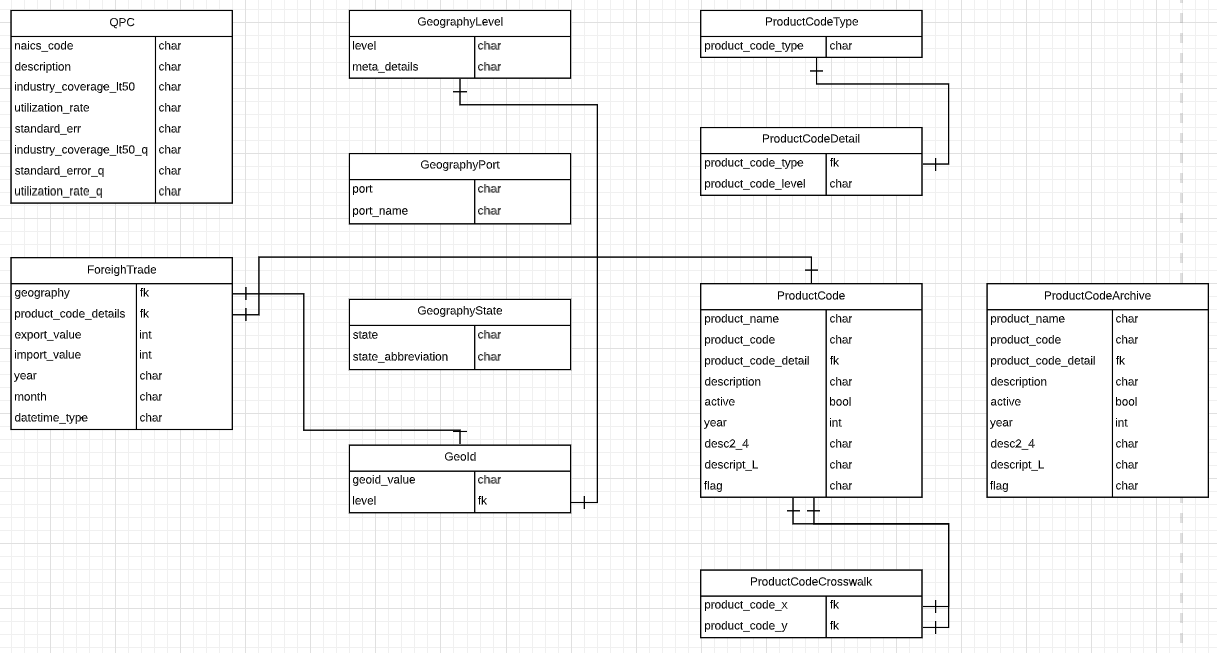 QPC
naics_code char
description char
industry_coverage_lt50 char
utilization_rate char
standard_err char
industry_coverage_lt50_q char
standard_error_q char
utilization_rate_q char
GeographyLevel
level char
meta_details char
ProductCodeType
product_code_type char
ProductCodeDetail
product_code_type fk
product_code_level char
GeographyPort
port char
port_name char
ForeighTrade
geography fk
product_code_details fk
export_value int
import_value int
year char
month char
datetime_type char
GeographyState
state char
state_abbreviation char
GeoId
geoid_value char
level fk
ProductCode
product_name char
product_code char
product_code_detail fk
description char
active bool
year int
desc2_4 char
descript_L char
flag char
ProductCodeArchive
product_name char
product_code char
product_code_detail fk
description char
active bool
year int
desc2_4 char
descript_L char
flag char
ProductCodeCrosswalk
product_code_x fk
product_code_y fk